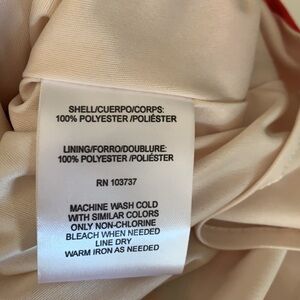 SHELL/CUERPO/CORPS:
100% POLYESTER /POLIÉSTER
LINING/FORRO/DOUBLURE:
100% POLYESTER /POLIÉSTER
RN 103737
MACHINE WASH COLD
WITH SIMILAR COLORS
ONLY NON-CHLORINE
BLEACH WHEN NEEDED
LINE DRY
WARM IRON AS NEEDED